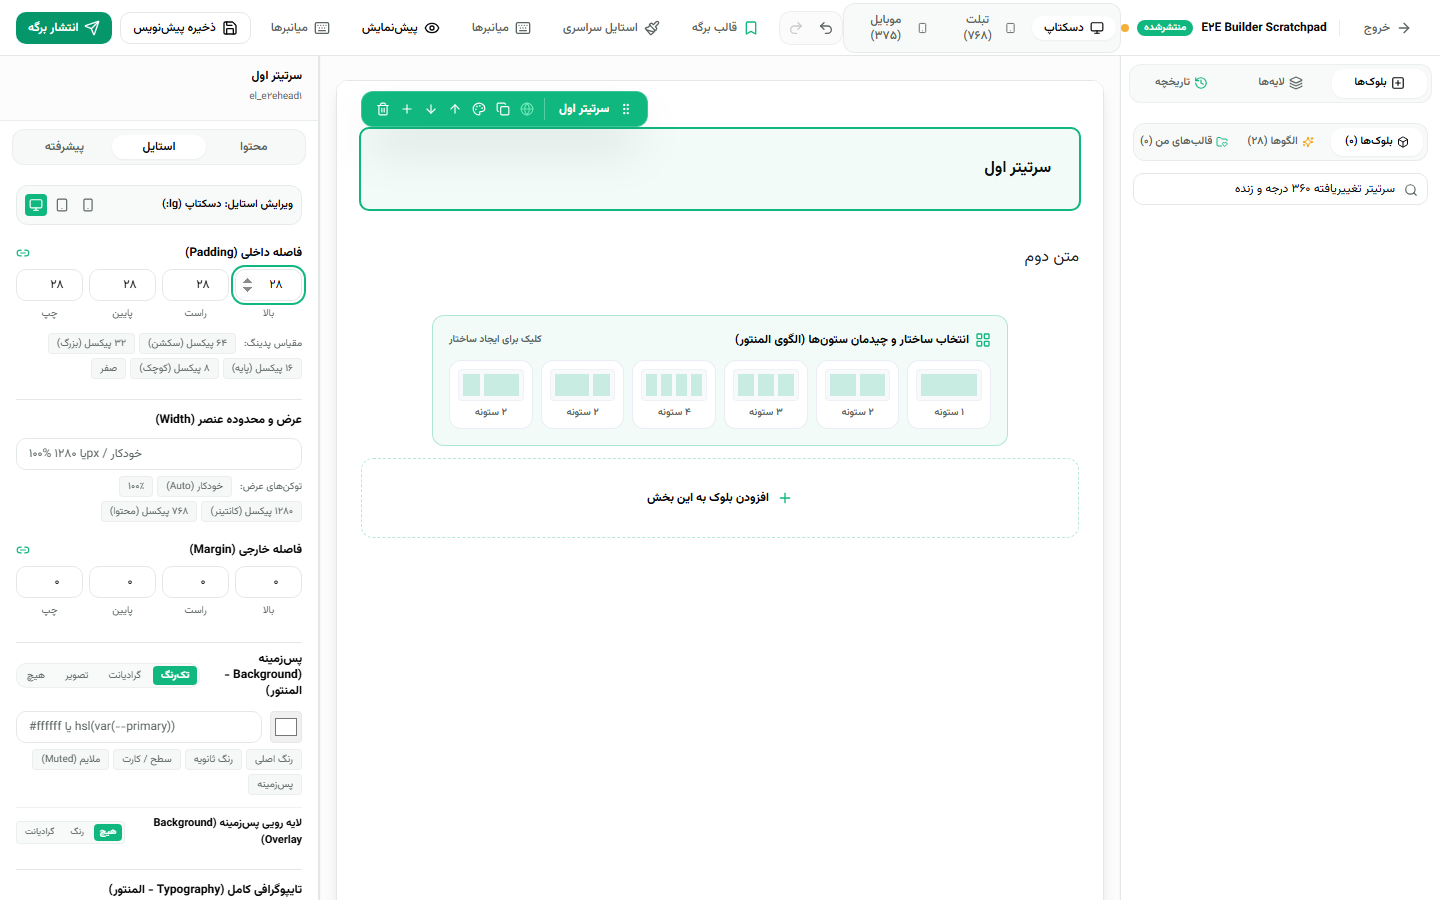 خروج
E۲E Builder Scratchpad
منتشرشده
دسکتاپ
تبلت (۷۶۸)
موبایل (۳۷۵)
قالب برگه
استایل سراسری
میانبرها
پیش‌نمایش
میانبرها
ذخیره پیش‌نویس
انتشار برگه
بلوک‌ها
لایه‌ها
تاریخچه
بلوک‌ها (۰)
الگوها (۲۸)
قالب‌های من (۰)
سرتیتر تغییریافته ۳۶۰ درجه و زنده
سرتیتر اول
سرتیتر اول
متن دوم
انتخاب ساختار و چیدمان ستون‌ها (الگوی المنتور)
کلیک برای ایجاد ساختار
۱ ستونه
۲ ستونه
۳ ستونه
۴ ستونه
۲ ستونه
۲ ستونه
افزودن بلوک به این بخش
سرتیتر اول
el_e۲ehead۱
محتوا
استایل
پیشرفته
ویرایش استایل: دسکتاپ (lg:)
فاصله داخلی (Padding)
۲۸
۲۸
۲۸
۲۸
بالا
راست
پایین
چپ
مقیاس پدینگ:
۶۴ پیکسل (سکشن)
۳۲ پیکسل (بزرگ)
۱۶ پیکسل (پایه)
۸ پیکسل (کوچک)
صفر
عرض و محدوده عنصر (Width)
خودکار / pxیا ۱۲۸۰ %۱۰۰
توکن‌های عرض:
خودکار (Auto)
۱۰۰٪
۱۲۸۰ پیکسل (کانتینر)
۷۶۸ پیکسل (محتوا)
فاصله خارجی (Margin)
۰
۰
۰
۰
بالا
راست
پایین
چپ
پس‌زمینه (Background - المنتور)
تک‌رنگ
گرادیانت
تصویر
هیچ
#ffffff یا hsl(var(--primary))
رنگ اصلی
رنگ ثانویه
سطح / کارت
ملایم (Muted)
پس‌زمینه
لایه رویی پس‌زمینه (Background Overlay)
هیچ
رنگ
گرادیانت
تایپوگرافی کامل (Typography - المنتور)